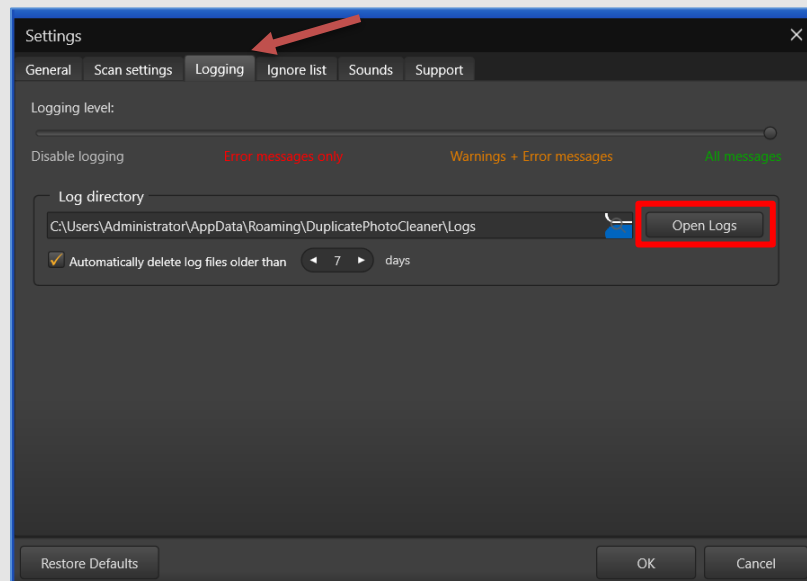 Settings
General Scan settings Logging Ignore list Sounds Support
Logging level:
Disable logging Error messages only Warnings + Error messages All messages
Log directory
C:\Users\Administrator\AppData\Roaming\DuplicatePhotoCleaner\Logs Open Logs
Automatically delete log files older than 7 days
Restore Defaults OK Cancel